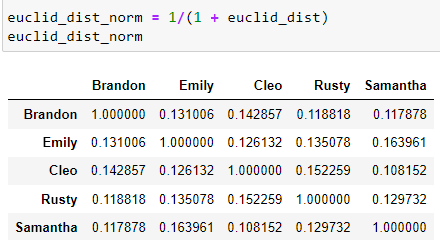 euclid_dist_norm = 1/(1 + euclid_dist)
euclid_dist_norm
Brandon Emily Cleo Rusty Samantha
Brandon 1.000000 0.131006 0.142857 0.118818 0.117878
Emily 0.131006 1.000000 0.126132 0.135078 0.163961
Cleo 0.142857 0.126132 1.000000 0.152259 0.108152
Rusty 0.118818 0.135078 0.152259 1.000000 0.129732
Samantha 0.117878 0.163961 0.108152 0.129732 1.000000